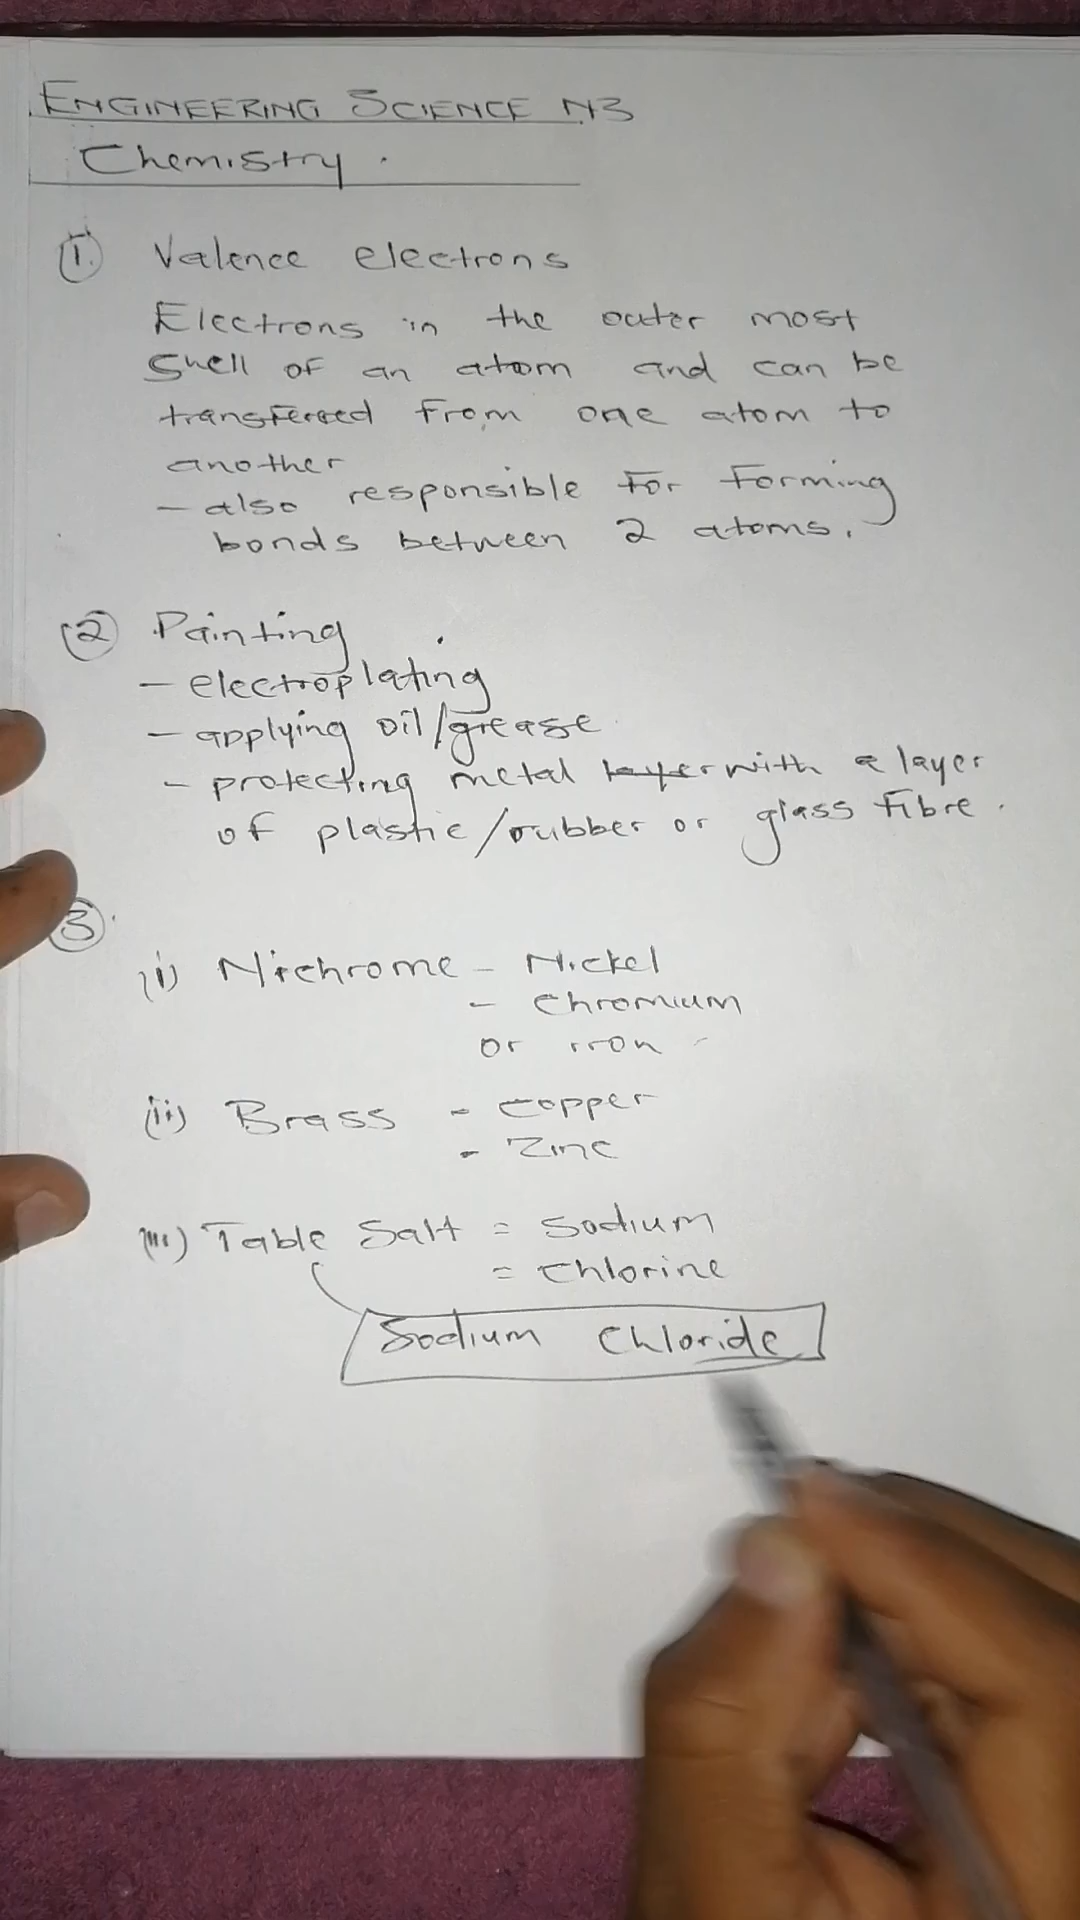 ENGINEERING SCIENCE N3
Chemistry.
1. Valence electrons
Electrons in the outer most
shell of an atom and can be
transferred from one atom to
another
- also responsible for forming
bonds between 2 atoms.
2 Painting
- electroplating
- applying oil/grease
- protecting metal layer with a layer
of plastic/rubber or glass fibre.
3
(i) Nichrome - Nickel
- Chromium
or iron
(ii) Brass - Copper
- Zinc
(iii) Table Salt = Sodium
= Chlorine
Sodium Chloride